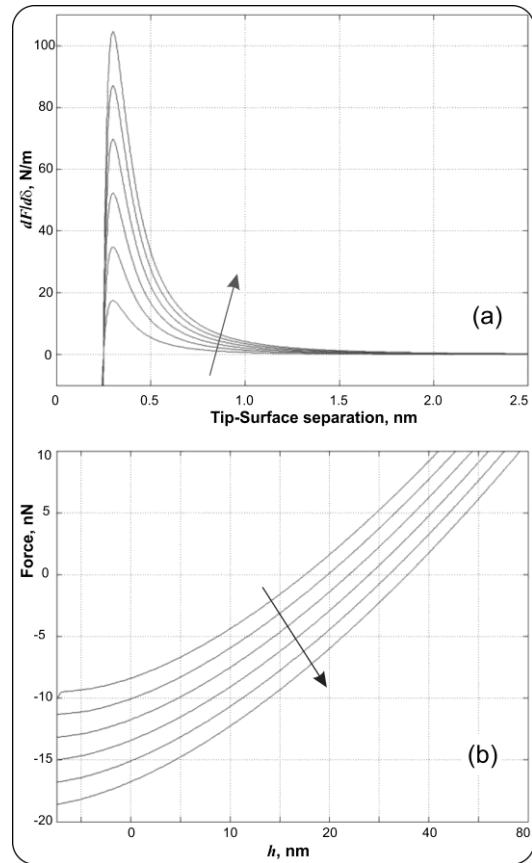 100
80
60
40
20
0
dF/dδ, N/m
(a)
0 0.5 1.0 1.5 2.0 2.5
Tip-Surface separation, nm
10
5
0
-5
-10
-15
-20
Force, nN
(b)
0 10 20 40 80
h, nm